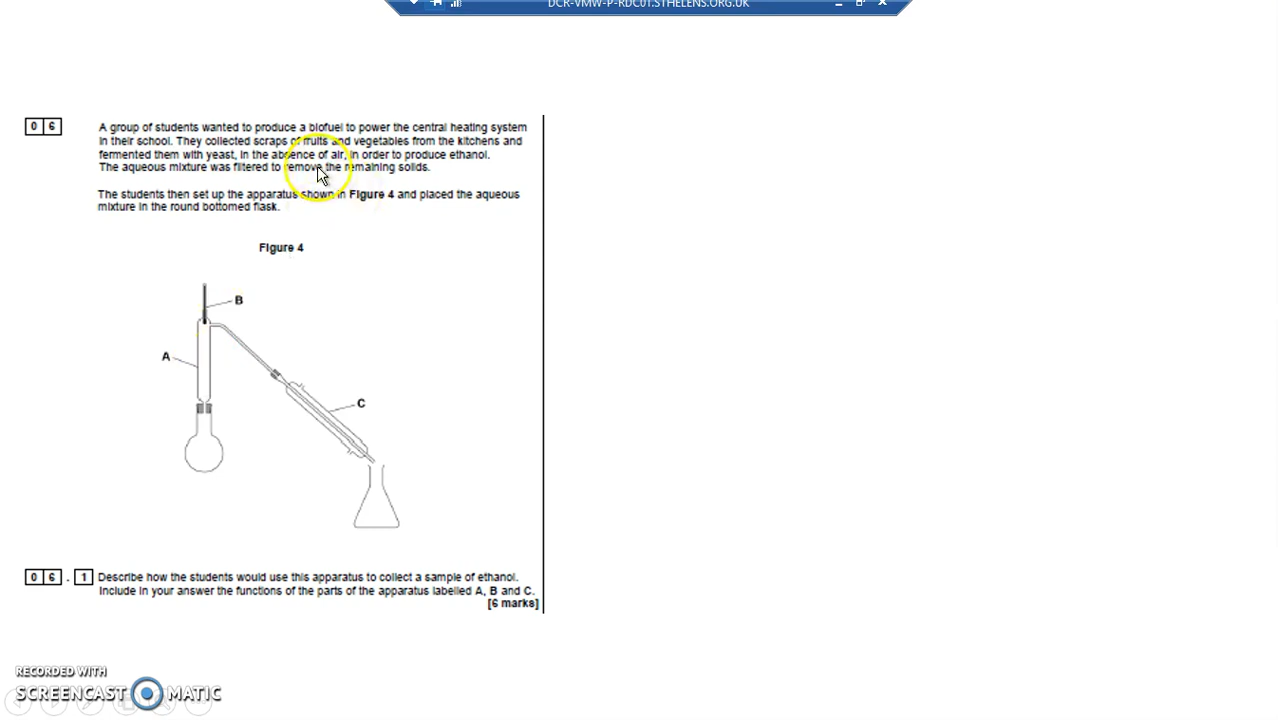 DCR-VMW-P-RDC01.STHELENS.ORG.UK
0 6
A group of students wanted to produce a biofuel to power the central heating system
in their school. They collected scraps of fruits and vegetables from the kitchens and
fermented them with yeast, in the absence of air, in order to produce ethanol.
The aqueous mixture was filtered to remove the remaining solids.
The students then set up the apparatus shown in Figure 4 and placed the aqueous
mixture in the round bottomed flask.
Figure 4
B
A
C
0 6 . 1 Describe how the students would use this apparatus to collect a sample of ethanol.
Include in your answer the functions of the parts of the apparatus labelled A, B and C.
[6 marks]
RECORDED WITH
SCREENCAST MATIC